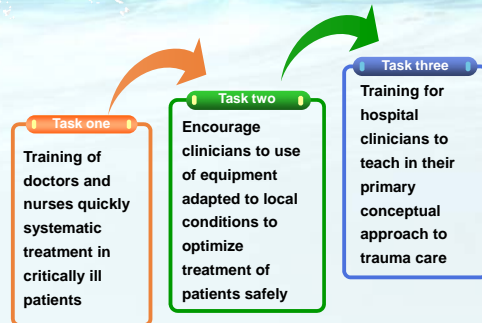 Task one
Training of
doctors and
nurses quickly
systematic
treatment in
critically ill
patients
Task two
Encourage
clinicians to use
of equipment
adapted to local
conditions to
optimize
treatment of
patients safely
Task three
Training for
hospital
clinicians to
teach in their
primary
conceptual
approach to
trauma care